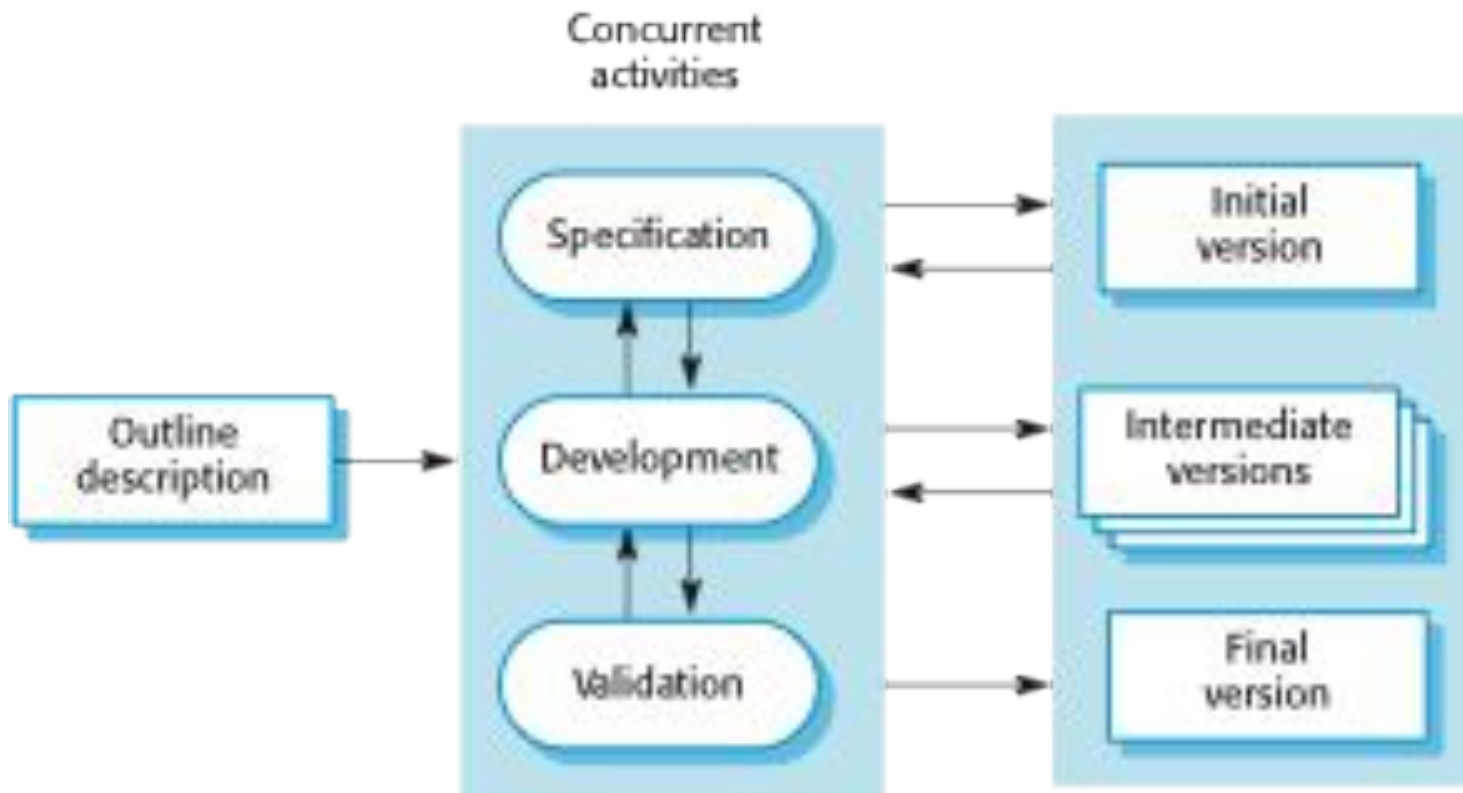 Concurrent
activities
Outline
description
Specification
Development
Validation
Initial
version
Intermediate
versions
Final
version